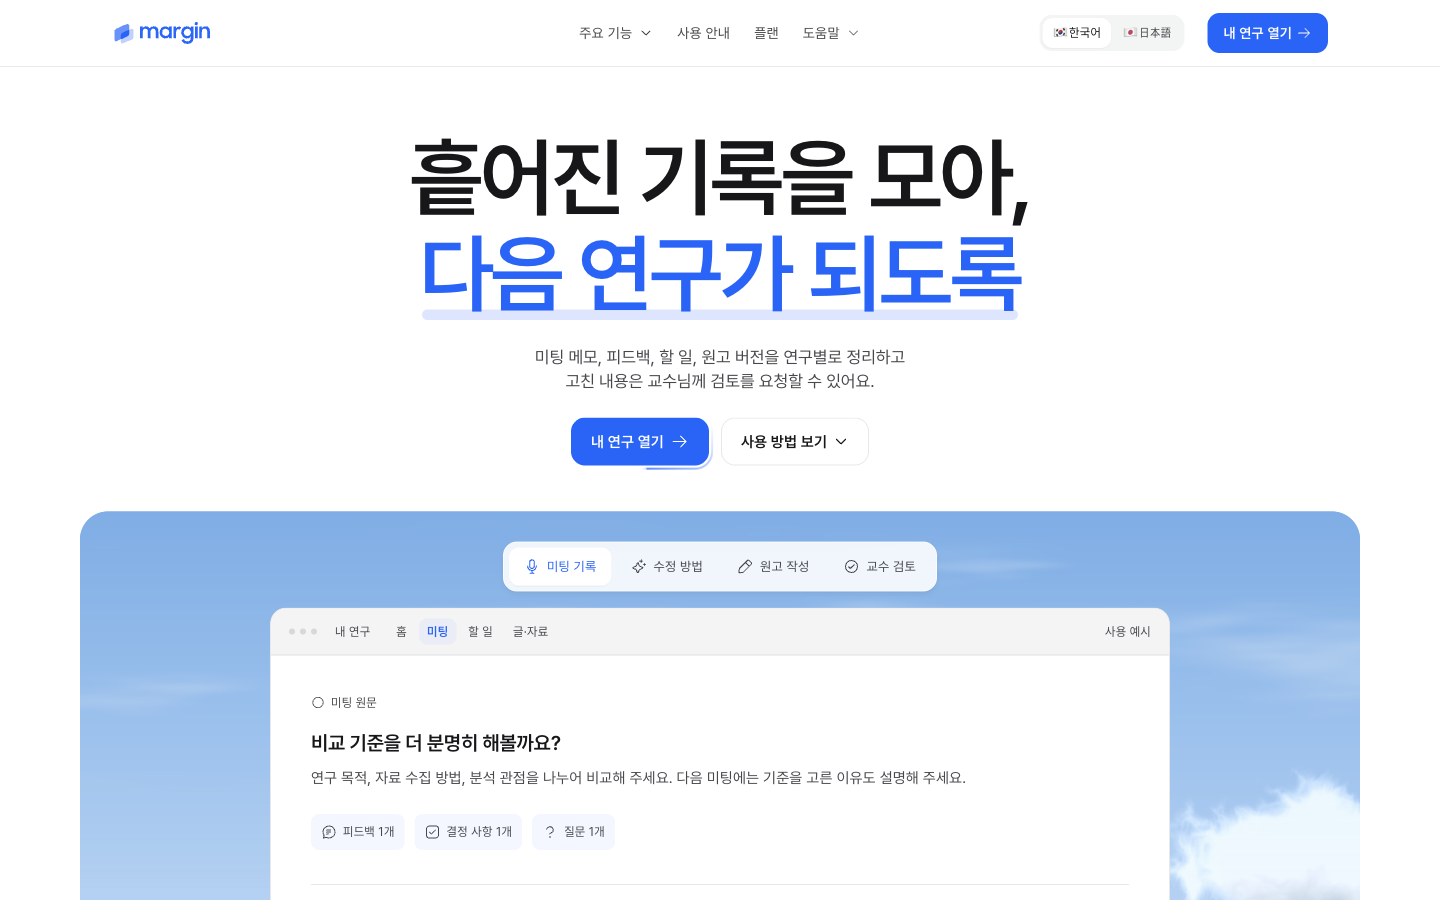 margin
주요 기능
사용 안내
플랜
도움말
한국어
日本語
내 연구 열기
흩어진 기록을 모아,
다음 연구가 되도록
미팅 메모, 피드백, 할 일, 원고 버전을 연구별로 정리하고
고친 내용은 교수님께 검토를 요청할 수 있어요.
내 연구 열기
사용 방법 보기
미팅 기록
수정 방법
원고 작성
교수 검토
내 연구
홈
미팅
할 일
글·자료
사용 예시
미팅 원문
비교 기준을 더 분명히 해볼까요?
연구 목적, 자료 수집 방법, 분석 관점을 나누어 비교해 주세요. 다음 미팅에는 기준을 고른 이유도 설명해 주세요.
피드백 1개
결정 사항 1개
질문 1개